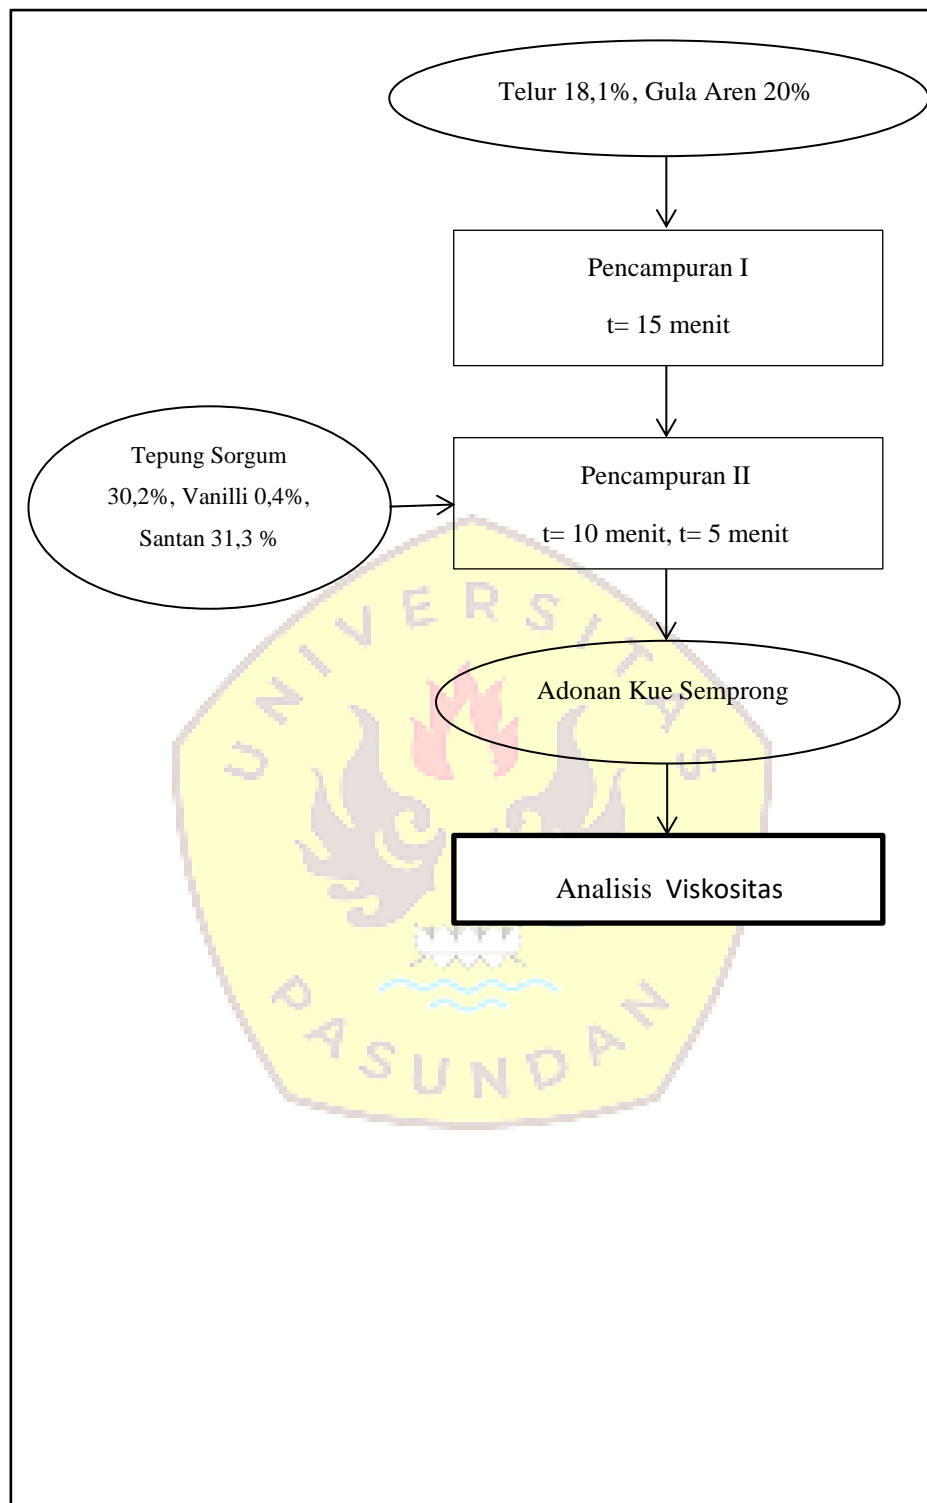 Telur 18,1%, Gula Aren 20%
Pencampuran I
t= 15 menit
Tepung Sorgum
30,2%, Vanilli 0,4%,
Santan 31,3 %
Pencampuran II
t= 10 menit, t= 5 menit
Adonan Kue Semprong
Analisis Viskositas
UNIVERSITAS
PASUNDAN